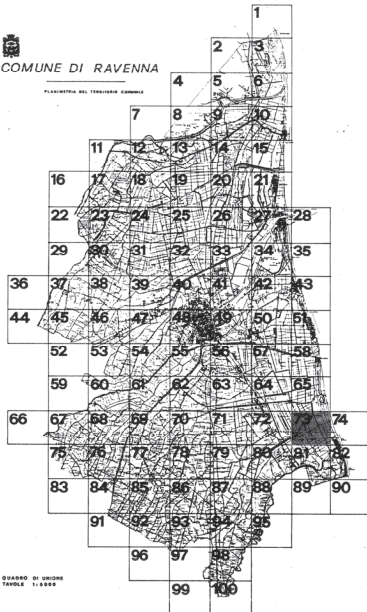 1
2 3
COMUNE DI RAVENNA
4 5 6
PLANIMETRIA DEL TERRITORIO COMUNALE
7 8 9 10
11 12 13 14 15
16 17 18 19 20 21
22 23 24 25 26 27 28
29 30 31 32 33 34 35
36 37 38 39 40 41 42 43
44 45 46 47 48 49 50 51
52 53 54 55 56 57 58
59 60 61 62 63 64 65
66 67 68 69 70 71 72 73 74
75 76 77 78 79 80 81 82
83 84 85 86 87 88 89 90
91 92 93 94 95
96 97 98
QUADRO DI UNIONE
TAVOLE 1:5000
99 100